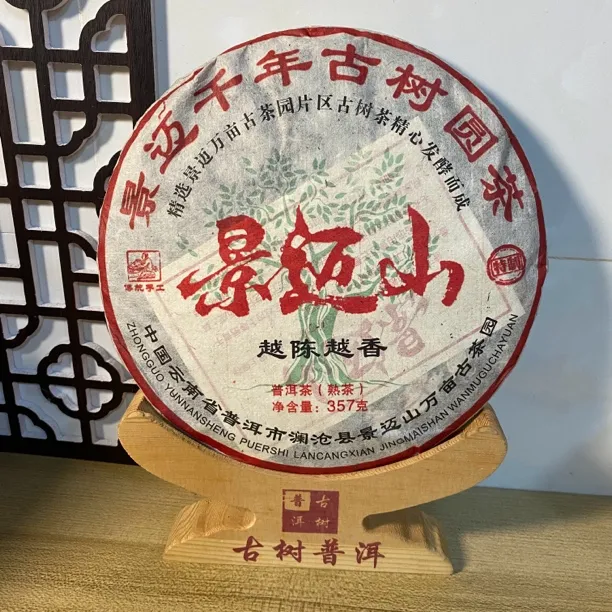 景迈千年古树圆茶
精选景迈万亩古茶园片区古树茶精心发酵而成
景迈山
傳統手工
越陈越香
普洱茶（熟茶）
净含量：357克
中国云南省普洱市澜沧县景迈山万亩古茶园
ZHONGGUO YUNNANSHENG PUERSHI LANCANGXIAN JINGMAISHAN WANMUGUCHAYUAN
普洱
古树
古树普洱